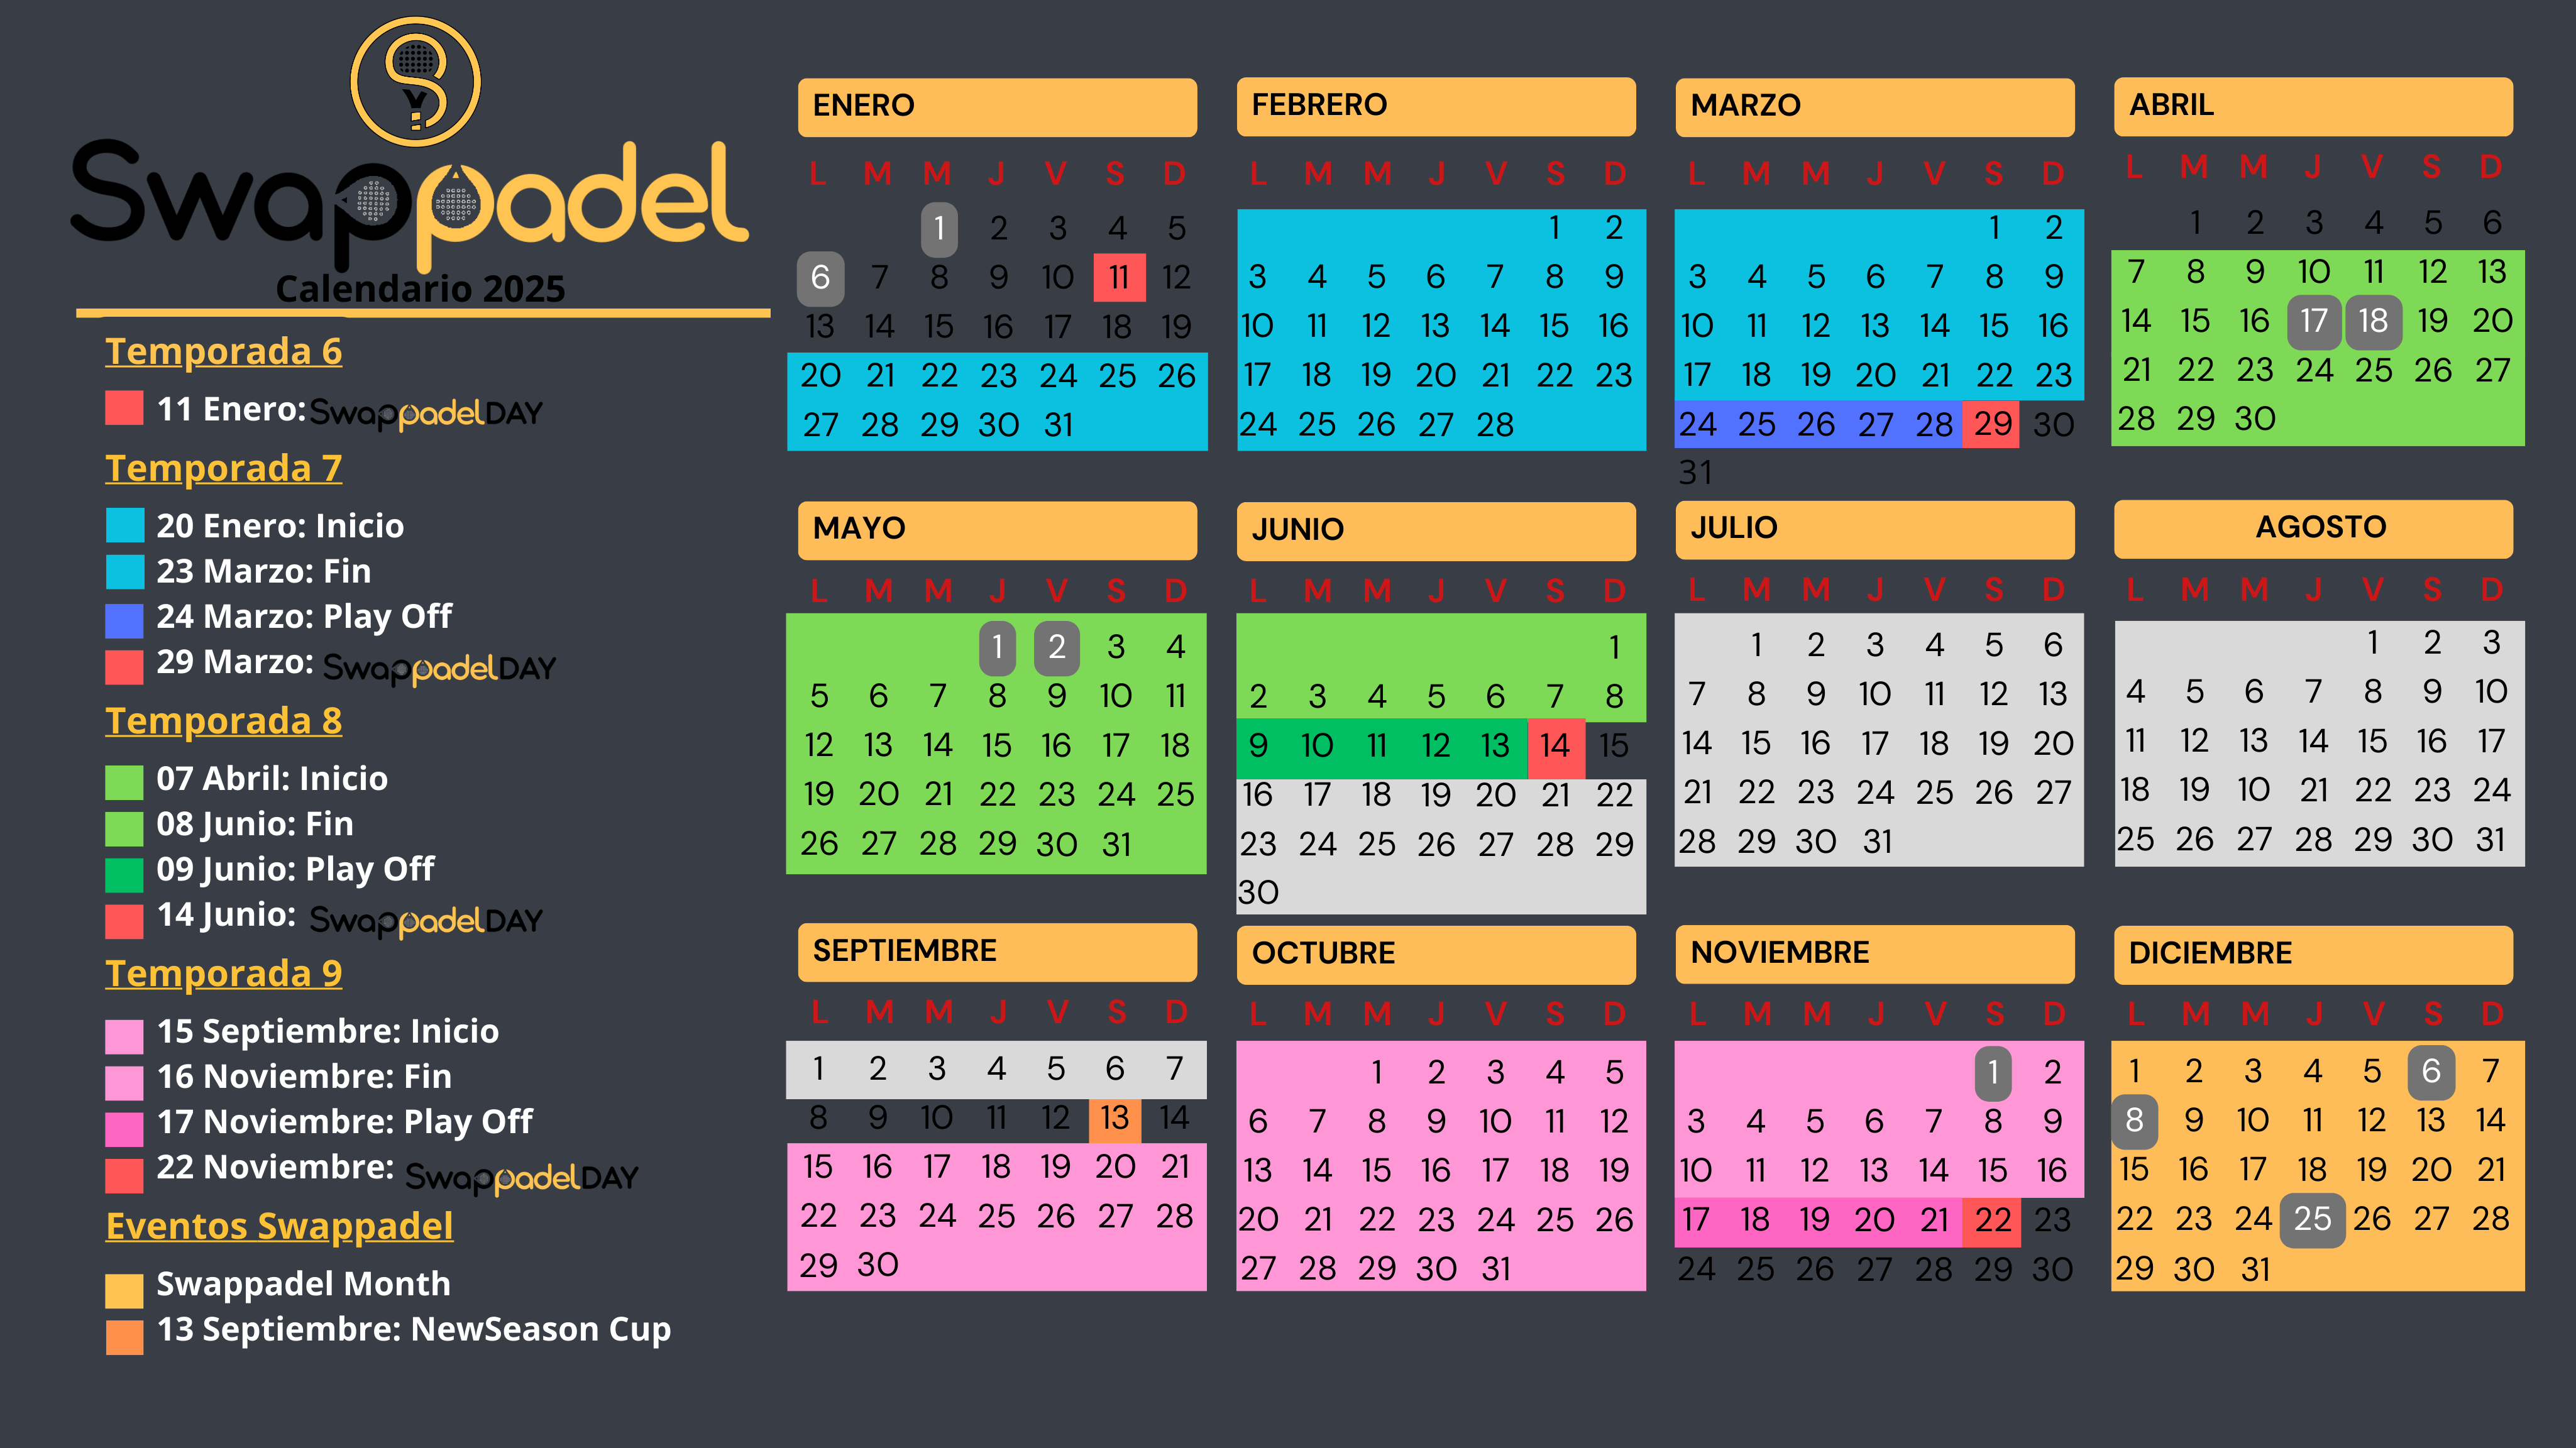 Swappadel
Calendario 2025
Temporada 6
11 Enero: Swappadel DAY
Temporada 7
20 Enero: Inicio
23 Marzo: Fin
24 Marzo: Play Off
29 Marzo: Swappadel DAY
Temporada 8
07 Abril: Inicio
08 Junio: Fin
09 Junio: Play Off
14 Junio: Swappadel DAY
Temporada 9
15 Septiembre: Inicio
16 Noviembre: Fin
17 Noviembre: Play Off
22 Noviembre: Swappadel DAY
Eventos Swappadel
Swappadel Month
13 Septiembre: NewSeason Cup
ENERO
L M M J V S D
1 2 3 4 5
6 7 8 9 10 11 12
13 14 15 16 17 18 19
20 21 22 23 24 25 26
27 28 29 30 31
FEBRERO
L M M J V S D
1 2
3 4 5 6 7 8 9
10 11 12 13 14 15 16
17 18 19 20 21 22 23
24 25 26 27 28
MARZO
L M M J V S D
1 2
3 4 5 6 7 8 9
10 11 12 13 14 15 16
17 18 19 20 21 22 23
24 25 26 27 28 29 30
31
ABRIL
L M M J V S D
1 2 3 4 5 6
7 8 9 10 11 12 13
14 15 16 17 18 19 20
21 22 23 24 25 26 27
28 29 30
MAYO
L M M J V S D
1 2 3 4
5 6 7 8 9 10 11
12 13 14 15 16 17 18
19 20 21 22 23 24 25
26 27 28 29 30 31
JUNIO
L M M J V S D
1
2 3 4 5 6 7 8
9 10 11 12 13 14 15
16 17 18 19 20 21 22
23 24 25 26 27 28 29
30
JULIO
L M M J V S D
1 2 3 4 5 6
7 8 9 10 11 12 13
14 15 16 17 18 19 20
21 22 23 24 25 26 27
28 29 30 31
AGOSTO
L M M J V S D
1 2 3
4 5 6 7 8 9 10
11 12 13 14 15 16 17
18 19 10 21 22 23 24
25 26 27 28 29 30 31
SEPTIEMBRE
L M M J V S D
1 2 3 4 5 6 7
8 9 10 11 12 13 14
15 16 17 18 19 20 21
22 23 24 25 26 27 28
29 30
OCTUBRE
L M M J V S D
1 2 3 4 5
6 7 8 9 10 11 12
13 14 15 16 17 18 19
20 21 22 23 24 25 26
27 28 29 30 31
NOVIEMBRE
L M M J V S D
1 2
3 4 5 6 7 8 9
10 11 12 13 14 15 16
17 18 19 20 21 22 23
24 25 26 27 28 29 30
DICIEMBRE
L M M J V S D
1 2 3 4 5 6 7
8 9 10 11 12 13 14
15 16 17 18 19 20 21
22 23 24 25 26 27 28
29 30 31